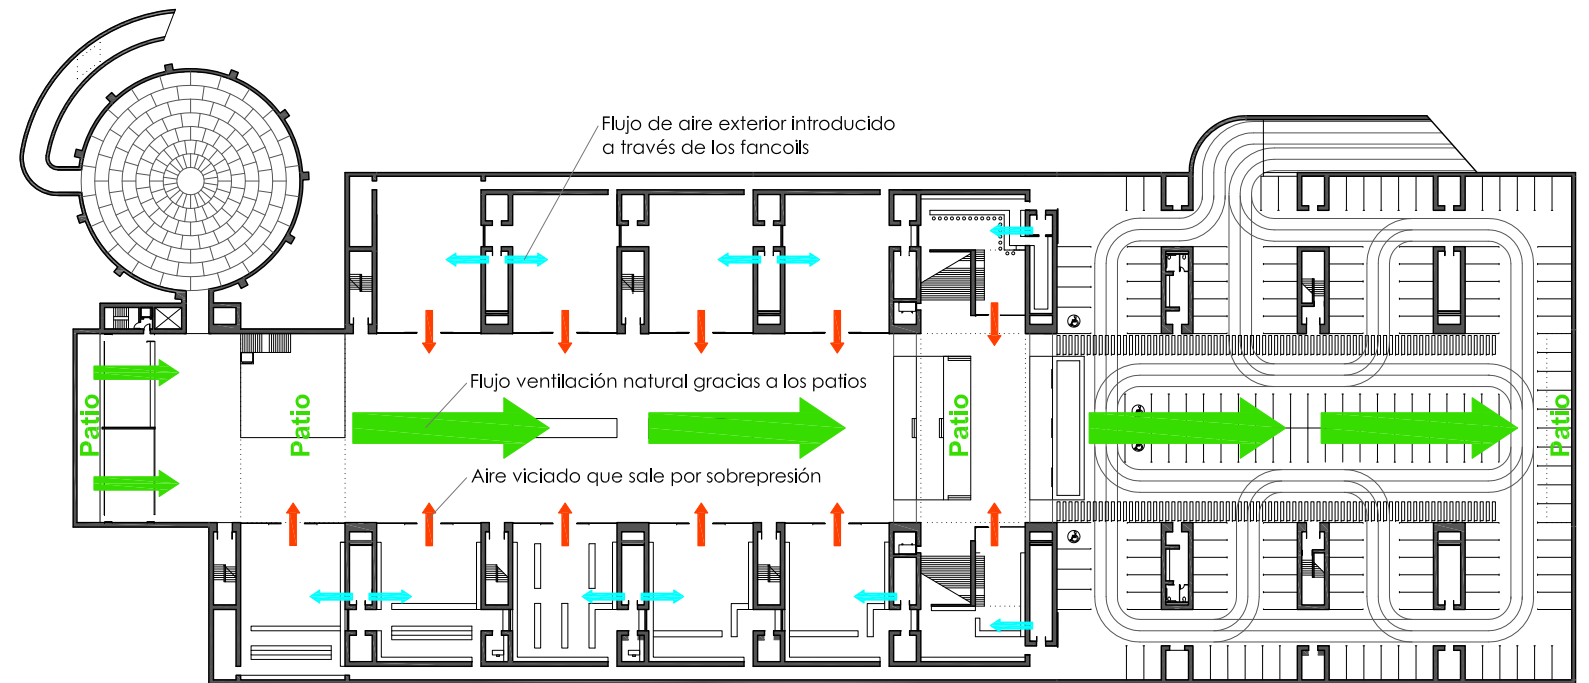 Flujo de aire exterior introducido
a través de los fancoils
Flujo ventilación natural gracias a los patios
Patio
Patio
Patio
Patio
Aire viciado que sale por sobrepresión